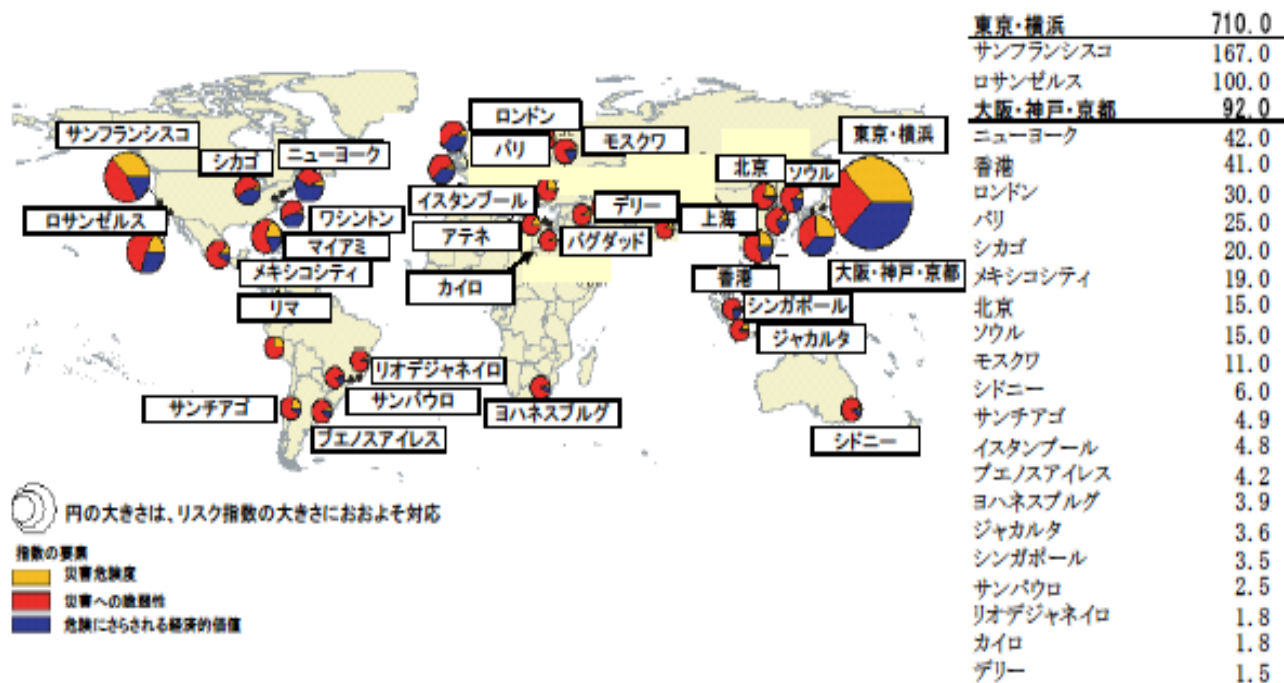 東京・横浜 710.0
サンフランシスコ 167.0
ロサンゼルス 100.0
大阪・神戸・京都 92.0
ニューヨーク 42.0
香港 41.0
ロンドン 30.0
パリ 25.0
シカゴ 20.0
メキシコシティ 19.0
北京 15.0
ソウル 15.0
モスクワ 11.0
シドニー 6.0
サンチアゴ 4.9
イスタンブール 4.8
ブエノスアイレス 4.2
ヨハネスブルグ 3.9
ジャカルタ 3.6
シンガポール 3.5
サンパウロ 2.5
リオデジャネイロ 1.8
カイロ 1.8
デリー 1.5
サンフランシスコ
シカゴ
ニューヨーク
ロンドン
パリ
モスクワ
東京・横浜
北京
ソウル
ロサンゼルス
ワシントン
マイアミ
メキシコシティ
リマ
イスタンブール
アテネ
カイロ
デリー
バグダッド
上海
香港
大阪・神戸・京都
シンガポール
ジャカルタ
リオデジャネイロ
サンパウロ
サンチアゴ
ブエノスアイレス
ヨハネスブルグ
シドニー
円の大きさは、リスク指数の大きさにおおよそ対応
指数の要素
災害危険度
災害への脆弱性
危険にさらされる経済的価値